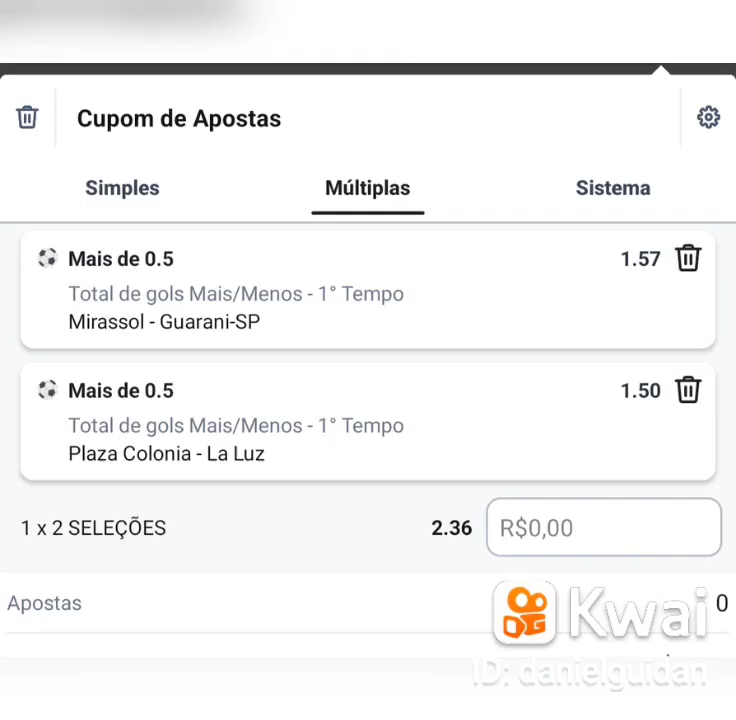 Cupom de Apostas
Simples
Múltiplas
Sistema
Mais de 0.5
1.57
Total de gols Mais/Menos - 1° Tempo
Mirassol - Guarani-SP
Mais de 0.5
1.50
Total de gols Mais/Menos - 1° Tempo
Plaza Colonia - La Luz
1 x 2 SELEÇÕES
2.36
R$0,00
Apostas
0
Kwai
ID: danielguidan